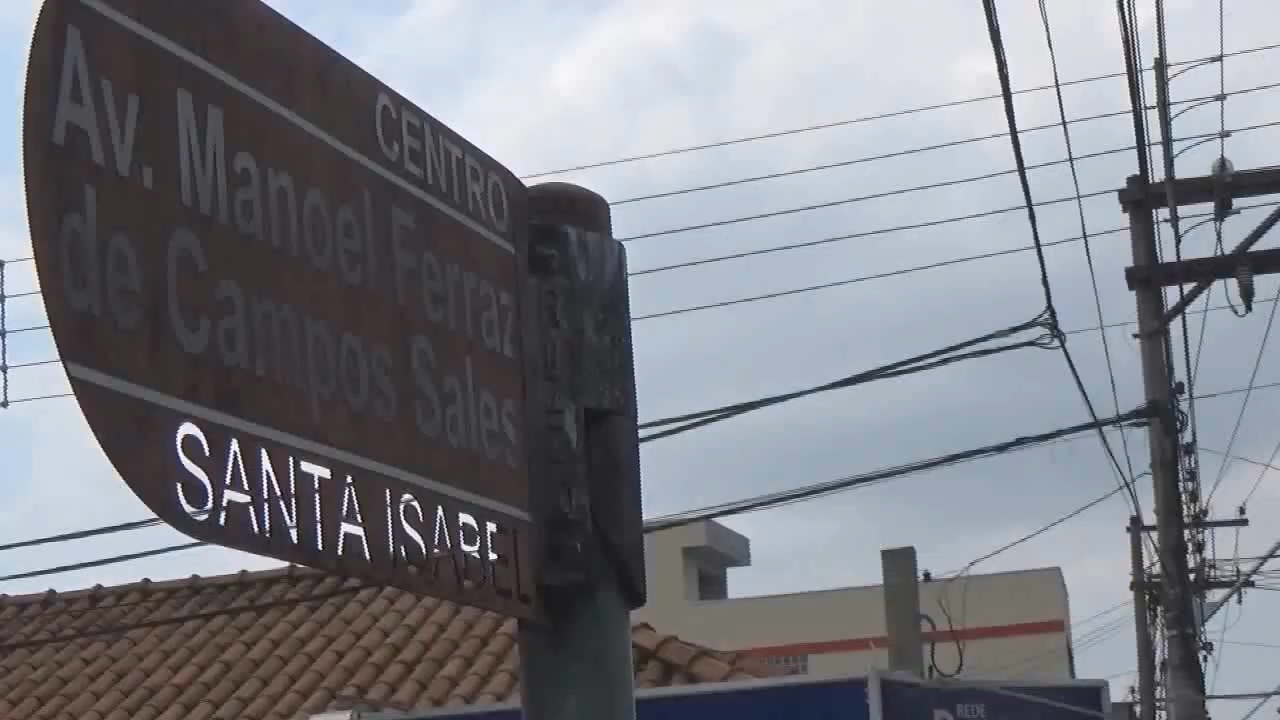 CENTRO
Av. Manoel Ferraz
de Campos Sales
SANTA ISABEL
REDE